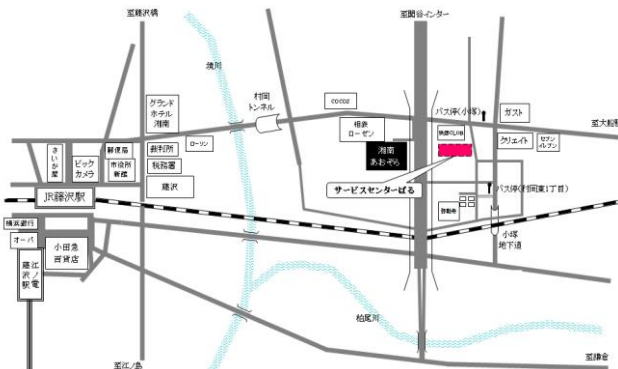 至藤沢橋
至関谷インター
境川
村岡
トンネル
cocos
バス停(小塚)
ガスト
至大船
グランド
ホテル
湘南
相鉄
ローゼン
クリエイト
セブン
イレブン
さいか屋
ビック
カメラ
郵便局
市役所
新館
裁判所
税務署
藤沢
ローソン
湘南
あおぞら
サービスセンターぱる
バス停(村岡東1丁目)
JR藤沢駅
横浜銀行
オーパ
小田急
百貨店
江ノ電
藤沢駅
小塚
地下道
柏尾川
至江ノ島
至鎌倉